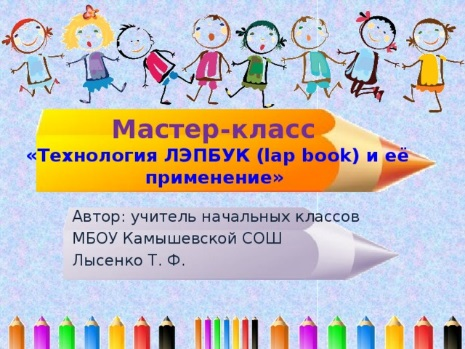 Мастер-класс
«Технология ЛЭПБУК (lap book) и её
применение»
Автор: учитель начальных классов
МБОУ Камышевской СОШ
Лысенко Т. Ф.